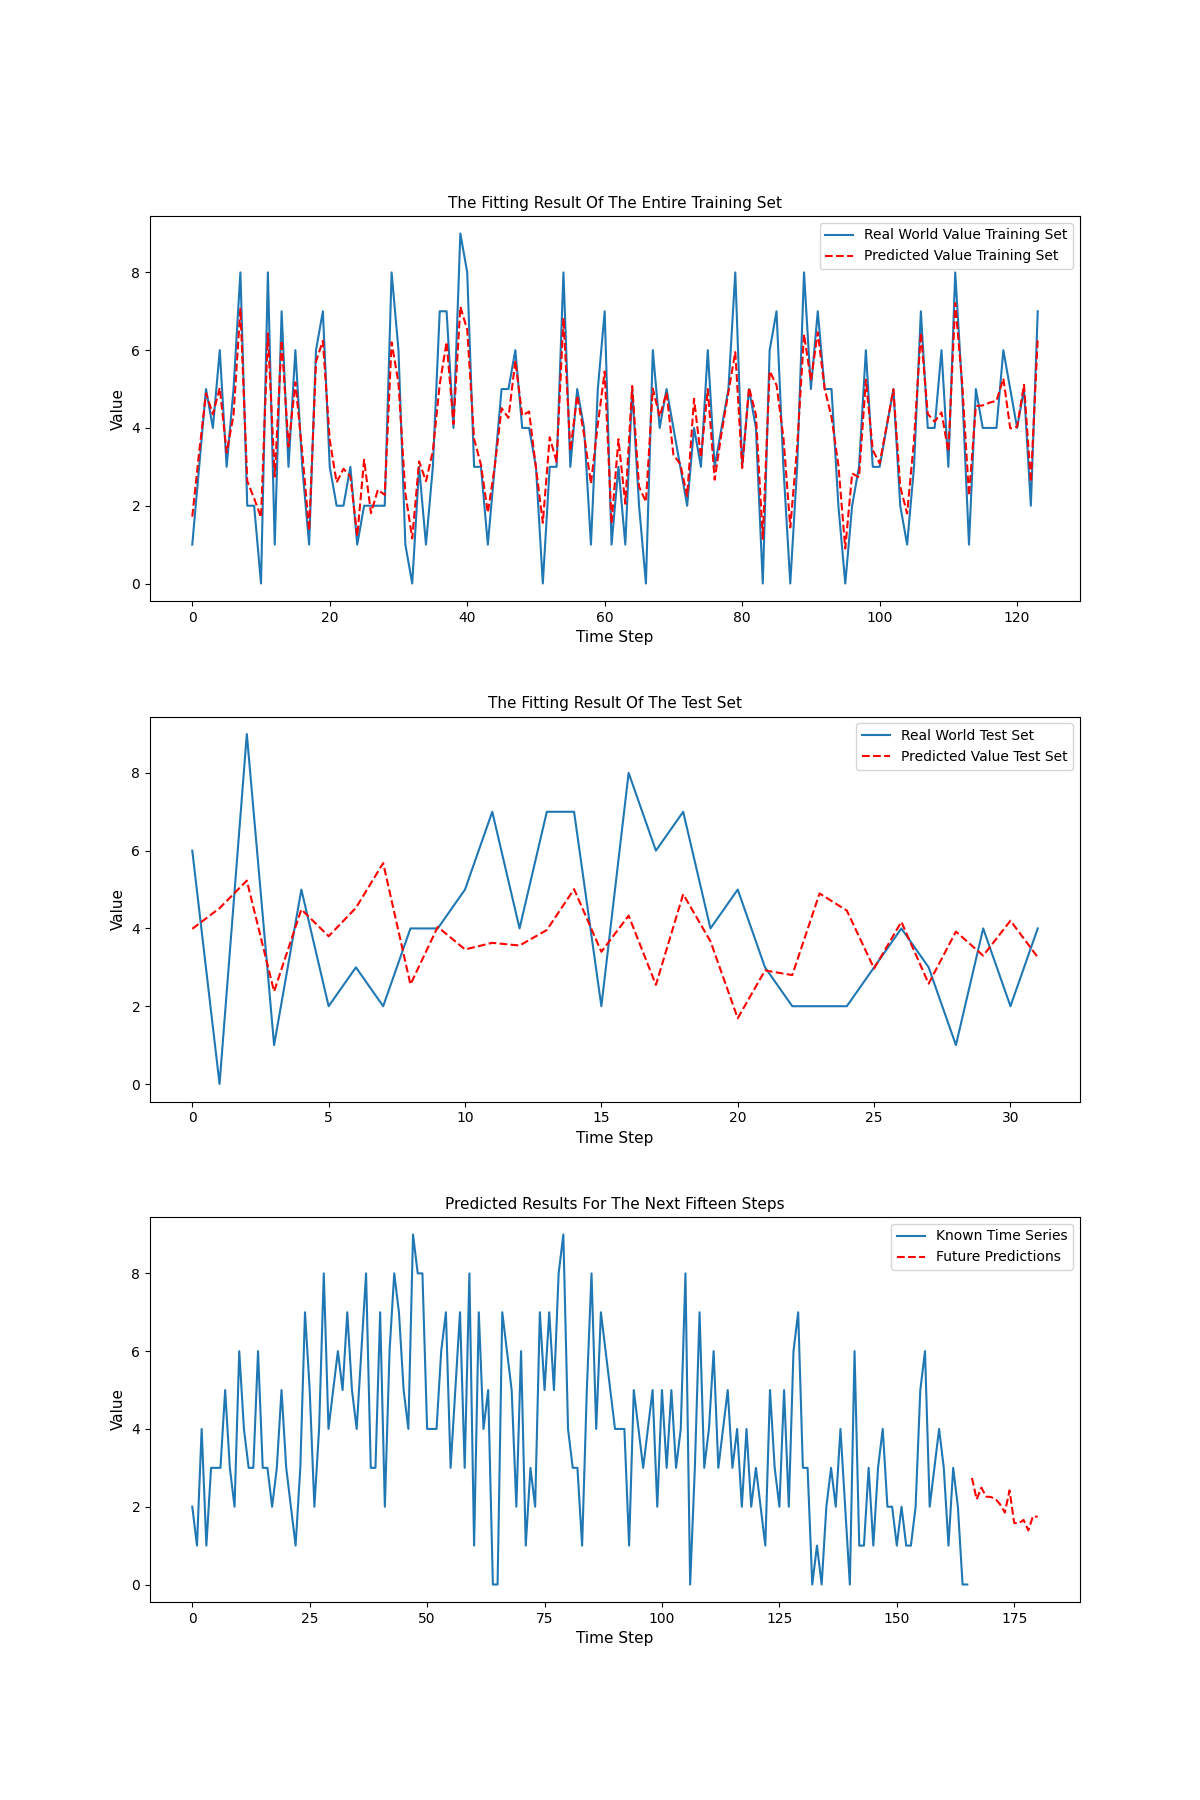 The Fitting Result Of The Entire Training Set
Real World Value Training Set
Predicted Value Training Set
Value
8
6
4
2
0
0 20 40 60 80 100 120
Time Step
The Fitting Result Of The Test Set
Real World Test Set
Predicted Value Test Set
Value
8
6
4
2
0
0 5 10 15 20 25 30
Time Step
Predicted Results For The Next Fifteen Steps
Known Time Series
Future Predictions
Value
8
6
4
2
0
0 25 50 75 100 125 150 175
Time Step